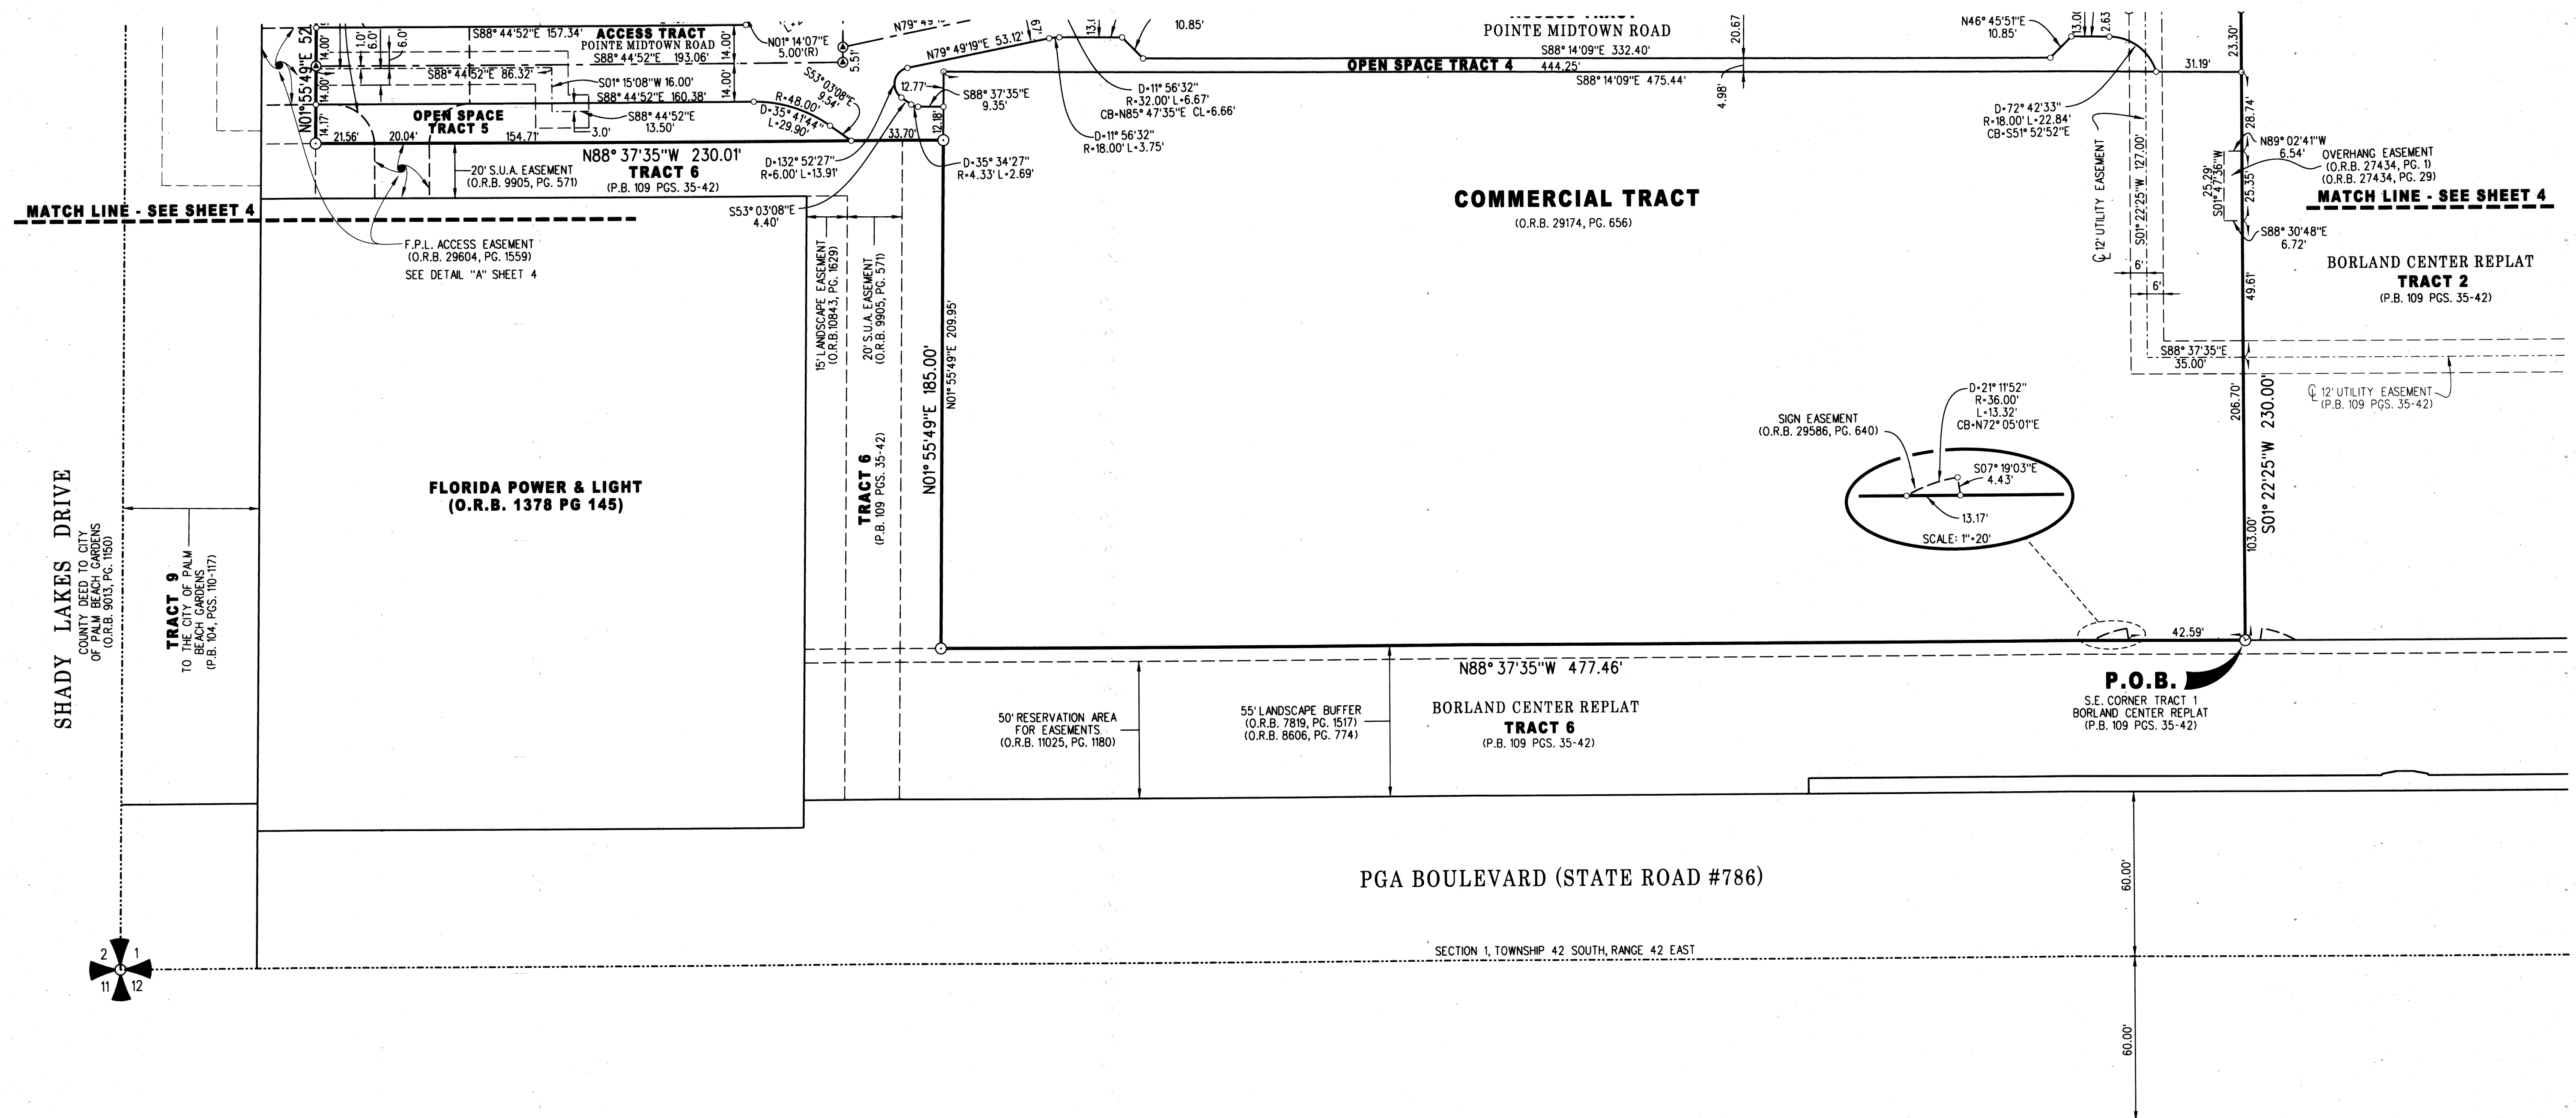 N01°55'49"E 52
14.00'
14.00'
14.17'
1.0'
6.0'
6.0'
S88°44'52"E 157.34'
ACCESS TRACT
POINTE MIDTOWN ROAD
S88°44'52"E 193.06'
14.00'
14.00'
S88°44'52"E 86.32'
S01°15'08"W 16.00'
S88°44'52"E 160.38'
S88°44'52"E
13.50'
3.0'
OPEN SPACE
TRACT 5
21.56'
20.04'
154.71'
N88°37'35"W 230.01'
TRACT 6
(P.B. 109 PGS. 35-42)
20' S.U.A. EASEMENT
(O.R.B. 9905, PG. 571)
N01°14'07"E
5.00'(R)
5.51'
S53°03'08"E
9.54'
R=48.00'
D=35°41'44"
L=29.90'
33.70'
D=132°52'27"
R=6.00' L=13.91'
S53°03'08"E
4.40'
N79°49'19"E 53.12'
12.77'
S88°37'35"E
9.35'
12.18'
D=35°34'27"
R=4.33' L=2.69'
D=11°56'32"
R=32.00' L=6.67'
CB=N85°47'35"E CL=6.66'
D=11°56'32"
R=18.00' L=3.75'
10.85'
POINTE MIDTOWN ROAD
S88°14'09"E 332.40'
20.67
OPEN SPACE TRACT 4
444.25'
S88°14'09"E 475.44'
4.98'
N46°45'51"E
10.85'
2.63
23.30'
31.19'
D=72°42'33"
R=18.00' L=22.84'
CB=S51°52'52"E
28.74'
N89°02'41"W
6.54'
OVERHANG EASEMENT
(O.R.B. 27434, PG. 1)
(O.R.B. 27434, PG. 29)
25.29'
S01°47'36"W
25.35'
S88°30'48"E
6.72'
℄ 12' UTILITY EASEMENT
S01°22'25"W 127.00'
6'
6'
49.61'
MATCH LINE - SEE SHEET 4
MATCH LINE - SEE SHEET 4
F.P.L. ACCESS EASEMENT
(O.R.B. 29604, PG. 1559)
SEE DETAIL "A" SHEET 4
COMMERCIAL TRACT
(O.R.B. 29174, PG. 656)
BORLAND CENTER REPLAT
TRACT 2
(P.B. 109 PGS. 35-42)
15' LANDSCAPE EASEMENT
(O.R.B.10843, PG. 1629)
20' S.U.A. EASEMENT
(O.R.B. 9905, PG. 571)
TRACT 6
(P.B. 109 PGS. 35-42)
N01°55'49"E 185.00'
N01°55'49"E 209.95'
S88°37'35"E
35.00'
℄ 12' UTILITY EASEMENT
(P.B. 109 PGS. 35-42)
206.70'
S01°22'25"W 230.00'
103.00'
SIGN EASEMENT
(O.R.B. 29586, PG. 640)
D=21°11'52"
R=36.00'
L=13.32'
CB=N72°05'01"E
S07°19'03"E
4.43'
13.17'
SCALE: 1"=20'
FLORIDA POWER & LIGHT
(O.R.B. 1378 PG 145)
SHADY LAKES DRIVE
COUNTY DEED TO CITY
OF PALM BEACH GARDENS
(O.R.B. 9013, PG. 1150)
TRACT 9
TO THE CITY OF PALM
BEACH GARDENS
(P.B. 104, PGS. 110-117)
42.59'
N88°37'35"W 477.46'
P.O.B.
S.E. CORNER TRACT 1
BORLAND CENTER REPLAT
(P.B. 109 PGS. 35-42)
50' RESERVATION AREA
FOR EASEMENTS
(O.R.B. 11025, PG. 1180)
55' LANDSCAPE BUFFER
(O.R.B. 7819, PG. 1517)
(O.R.B. 8606, PG. 774)
BORLAND CENTER REPLAT
TRACT 6
(P.B. 109 PGS. 35-42)
PGA BOULEVARD (STATE ROAD #786)
60.00'
SECTION 1, TOWNSHIP 42 SOUTH, RANGE 42 EAST
2 1
11 12
60.00'